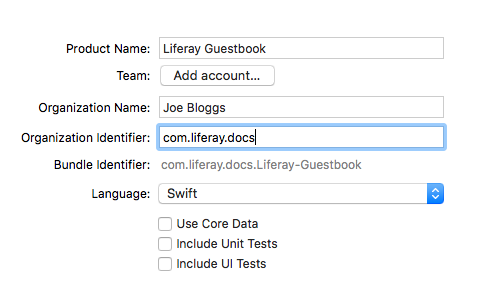 Product Name: Liferay Guestbook
Team: Add account...
Organization Name: Joe Bloggs
Organization Identifier: com.liferay.docs
Bundle Identifier: com.liferay.docs.Liferay-Guestbook
Language: Swift
Use Core Data
Include Unit Tests
Include UI Tests